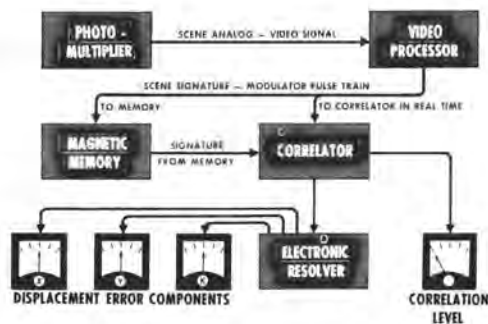 PHOTO -
MULTIPLIER
SCENE ANALOG - VIDEO SIGNAL
VIDEO
PROCESSOR
SCENE SIGNATURE - MODULATOR PULSE TRAIN
TO MEMORY
TO CORRELATOR IN REAL TIME
MAGNETIC
MEMORY
SIGNATURE
FROM MEMORY
CORRELATOR
ELECTRONIC
RESOLVER
DISPLACEMENT ERROR COMPONENTS
CORRELATION
LEVEL